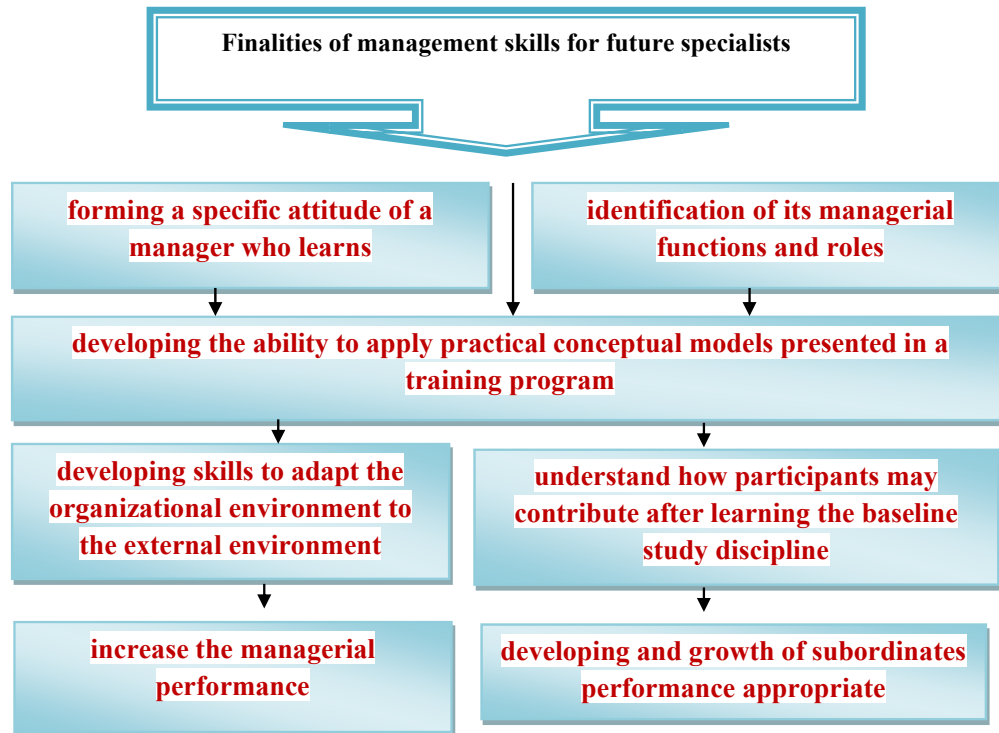 Finalities of management skills for future specialists
forming a specific attitude of a
manager who learns
identification of its managerial
functions and roles
developing the ability to apply practical conceptual models presented in a
training program
developing skills to adapt the
organizational environment to
the external environment
understand how participants may
contribute after learning the baseline
study discipline
increase the managerial
performance
developing and growth of subordinates
performance appropriate